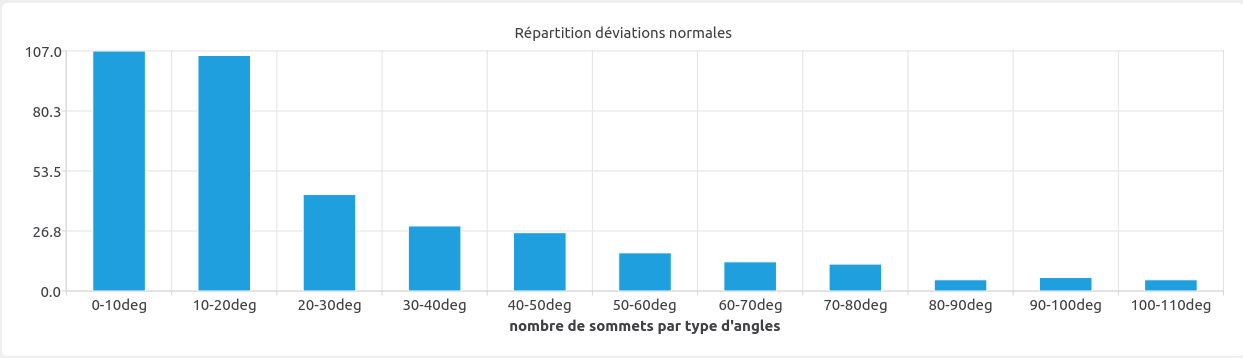 Répartition déviations normales
107.0
80.3
53.5
26.8
0.0
0-10deg 10-20deg 20-30deg 30-40deg 40-50deg 50-60deg 60-70deg 70-80deg 80-90deg 90-100deg 100-110deg
nombre de sommets par type d'angles